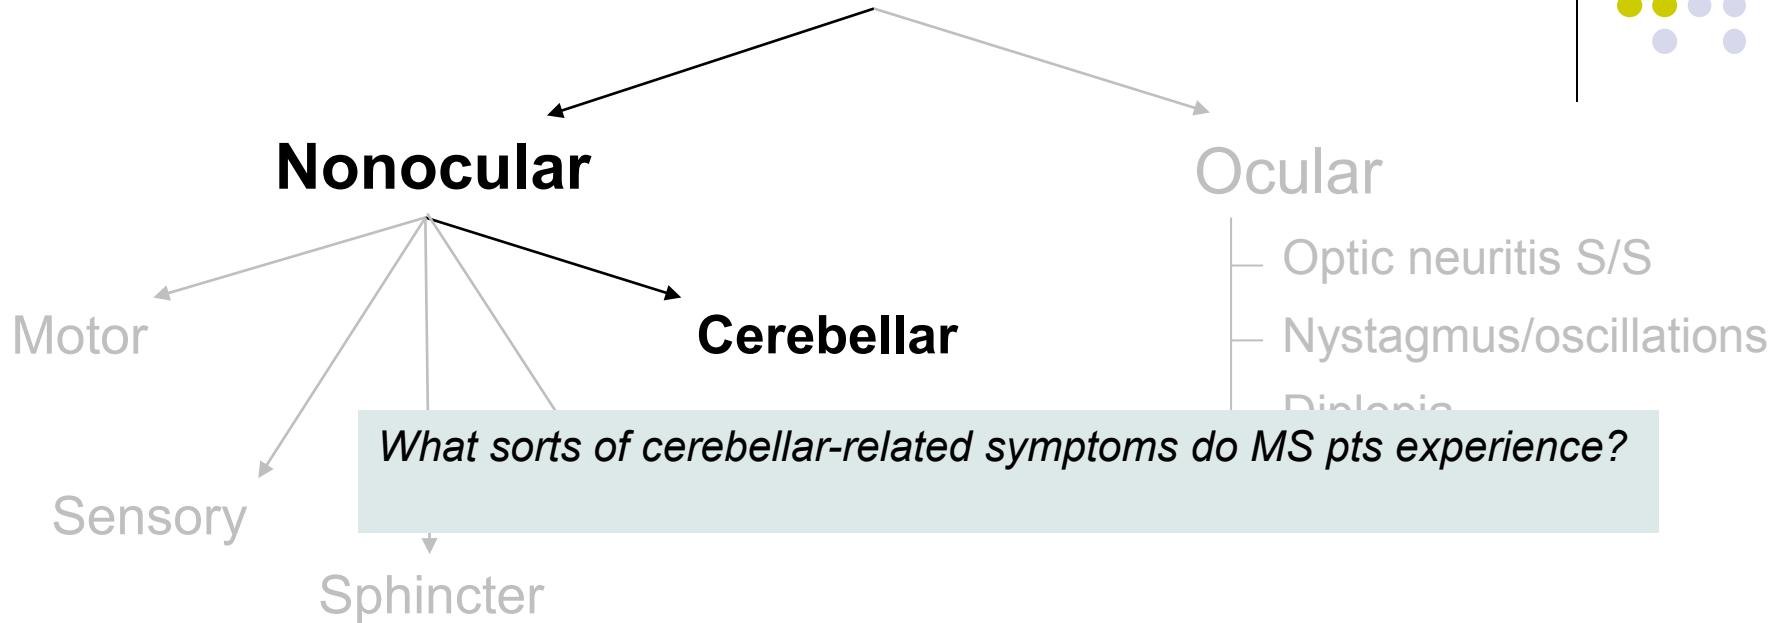 Nonocular
Ocular
Optic neuritis S/S
Motor
Cerebellar
Nystagmus/oscillations
Diplopia
What sorts of cerebellar-related symptoms do MS pts experience?
Sensory
Sphincter